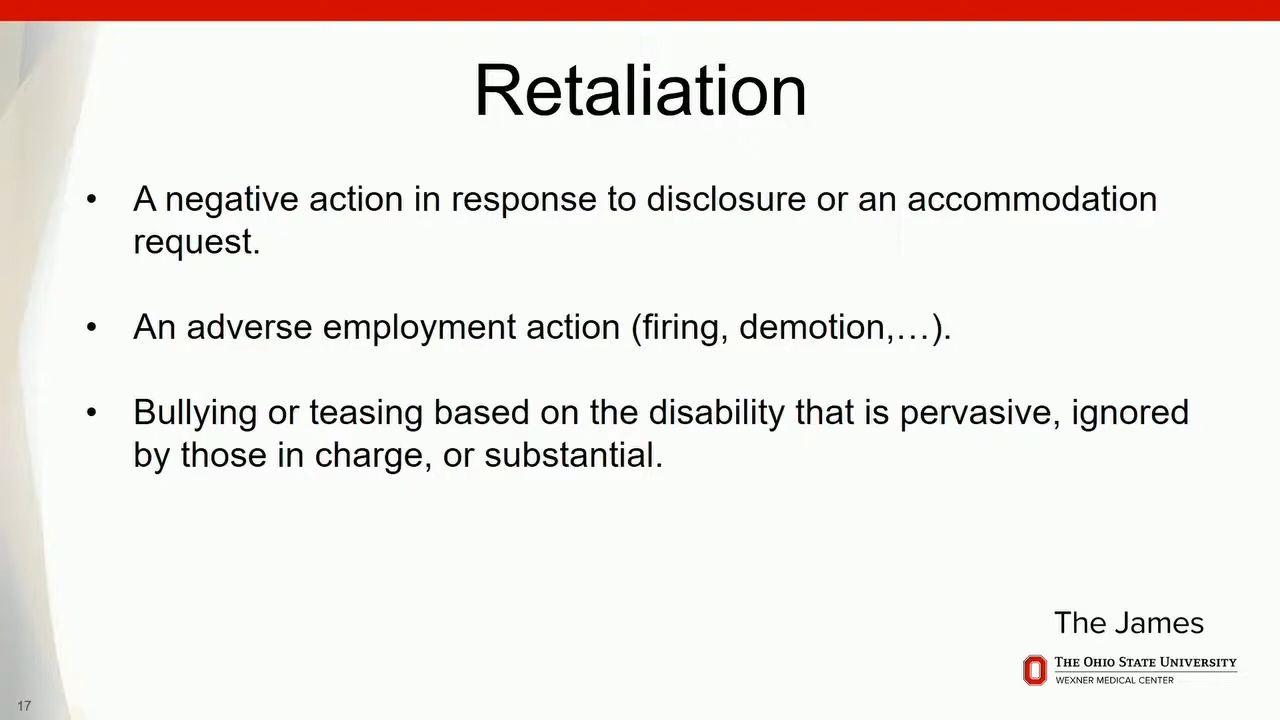 Retaliation
• A negative action in response to disclosure or an accommodation
request.
• An adverse employment action (firing, demotion,…).
• Bullying or teasing based on the disability that is pervasive, ignored
by those in charge, or substantial.
The James
THE OHIO STATE UNIVERSITY
WEXNER MEDICAL CENTER
17